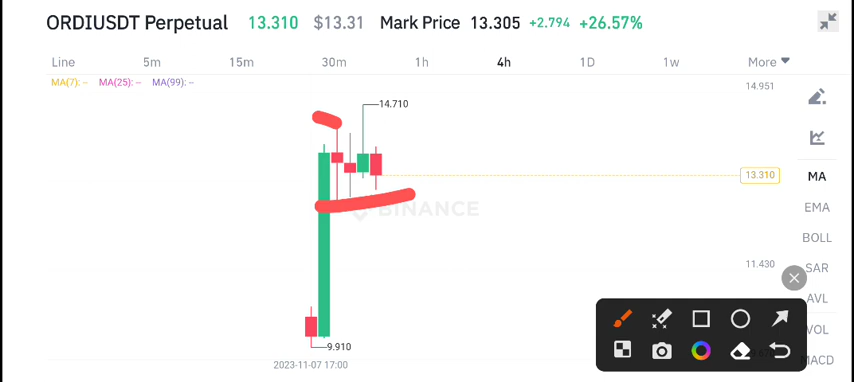 ORDIUSDT Perpetual 13.310 $13.31 Mark Price 13.305 +2.794 +26.57%
Line 5m 15m 30m 1h 4h 1D 1w More
MA(7): -- MA(25): -- MA(99): --
14.951
14.710
MA
13.310
EMA
BINANCE
BOLL
11.430
SAR
AVL
VOL
9.910
MACD
2023-11-07 17:00